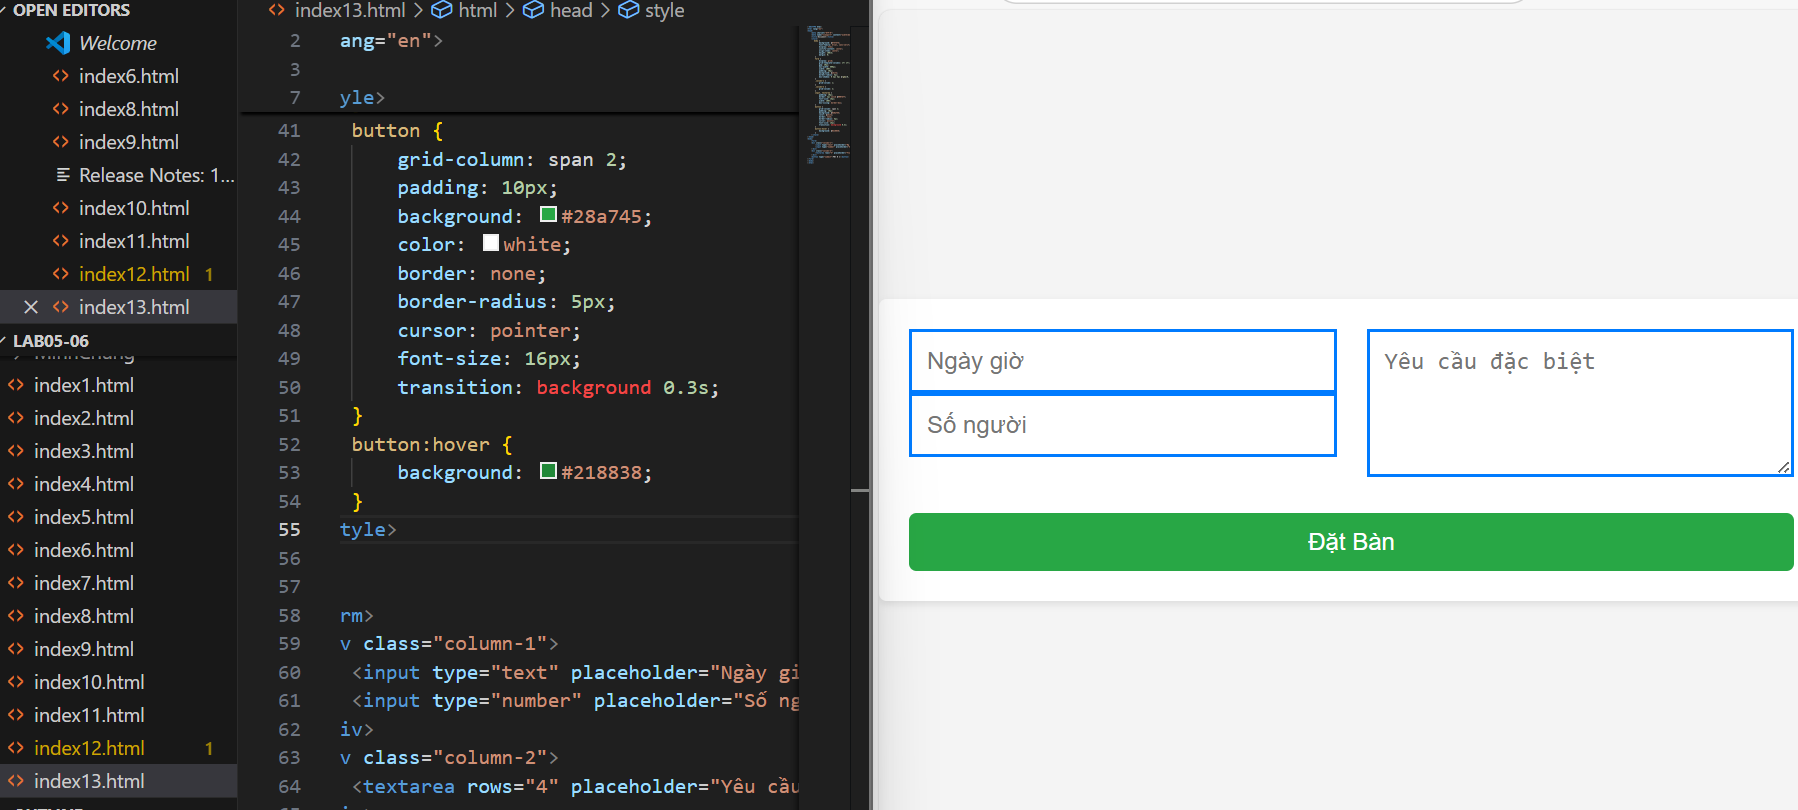 OPEN EDITORS
Welcome
index6.html
index8.html
index9.html
Release Notes: 1...
index10.html
index11.html
index12.html 1
index13.html
LAB05-06
MinhChung
index1.html
index2.html
index3.html
index4.html
index5.html
index6.html
index7.html
index8.html
index9.html
index10.html
index11.html
index12.html 1
index13.html
index13.html > html > head > style
2 ang="en">
3
7 yle>
41 button {
42 grid-column: span 2;
43 padding: 10px;
44 background: #28a745;
45 color: white;
46 border: none;
47 border-radius: 5px;
48 cursor: pointer;
49 font-size: 16px;
50 transition: background 0.3s;
51 }
52 button:hover {
53 background: #218838;
54 }
55 tyle>
56
57
58 rm>
59 v class="column-1">
60 <input type="text" placeholder="Ngày gi
61 <input type="number" placeholder="Số ng
62 iv>
63 v class="column-2">
64 <textarea rows="4" placeholder="Yêu cầu
Ngày giờ
Số người
Yêu cầu đặc biệt
Đặt Bàn